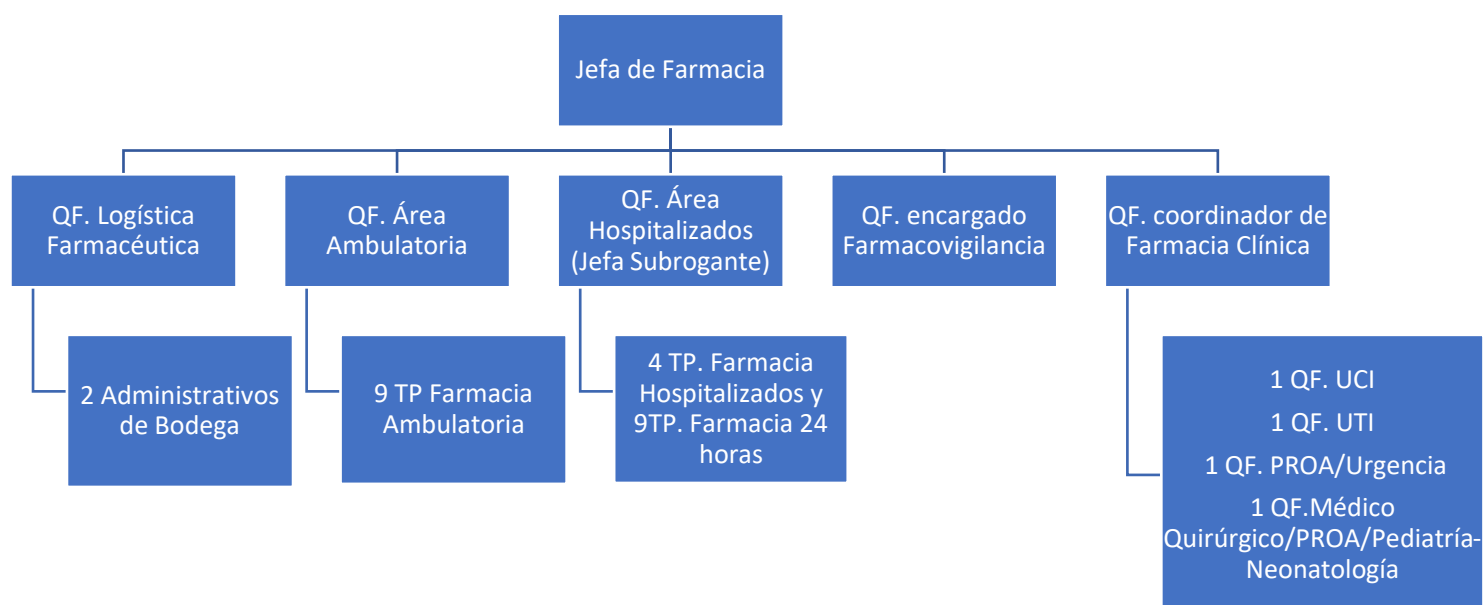 Jefa de Farmacia
QF. Logística
Farmacéutica
QF. Área
Ambulatoria
QF. Área
Hospitalizados
(Jefa Subrogante)
QF. encargado
Farmacovigilancia
QF. coordinador de
Farmacia Clínica
2 Administrativos
de Bodega
9 TP Farmacia
Ambulatoria
4 TP. Farmacia
Hospitalizados y
9TP. Farmacia 24
horas
1 QF. UCI
1 QF. UTI
1 QF. PROA/Urgencia
1 QF.Médico
Quirúrgico/PROA/Pediatría-
Neonatología